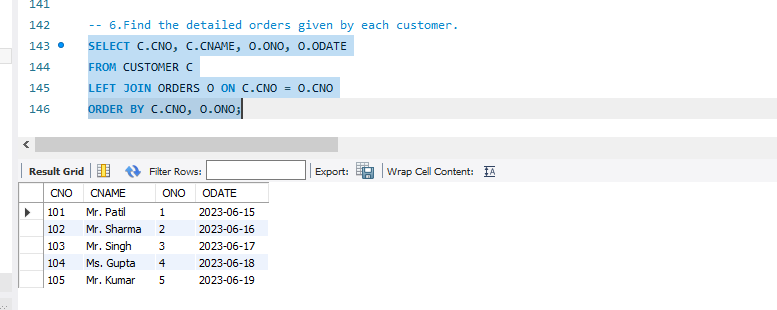 141
142 -- 6.Find the detailed orders given by each customer.
143 SELECT C.CNO, C.CNAME, O.ONO, O.ODATE
144 FROM CUSTOMER C
145 LEFT JOIN ORDERS O ON C.CNO = O.CNO
146 ORDER BY C.CNO, O.ONO;
Result Grid Filter Rows: Export: Wrap Cell Content:
CNO CNAME ONO ODATE
101 Mr. Patil 1 2023-06-15
102 Mr. Sharma 2 2023-06-16
103 Mr. Singh 3 2023-06-17
104 Ms. Gupta 4 2023-06-18
105 Mr. Kumar 5 2023-06-19